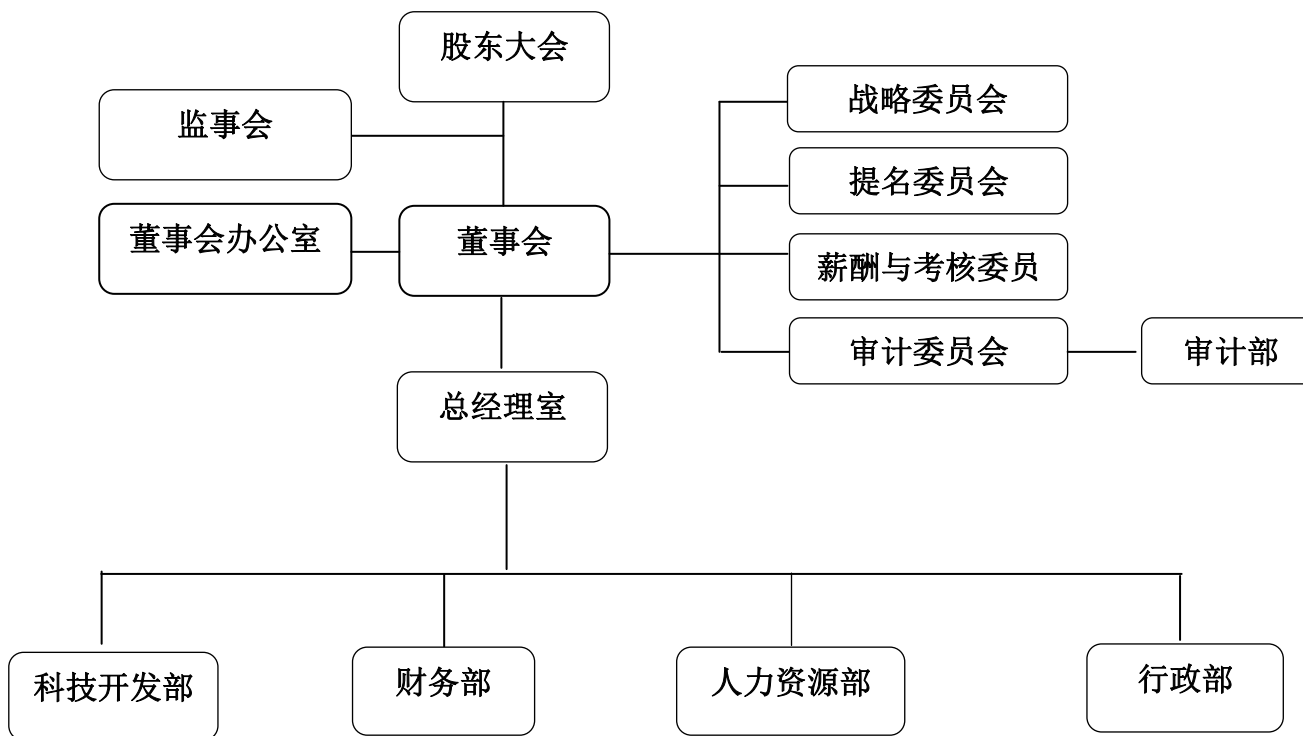 股东大会
监事会
战略委员会
提名委员会
董事会办公室
董事会
薪酬与考核委员
审计委员会
审计部
总经理室
科技开发部
财务部
人力资源部
行政部